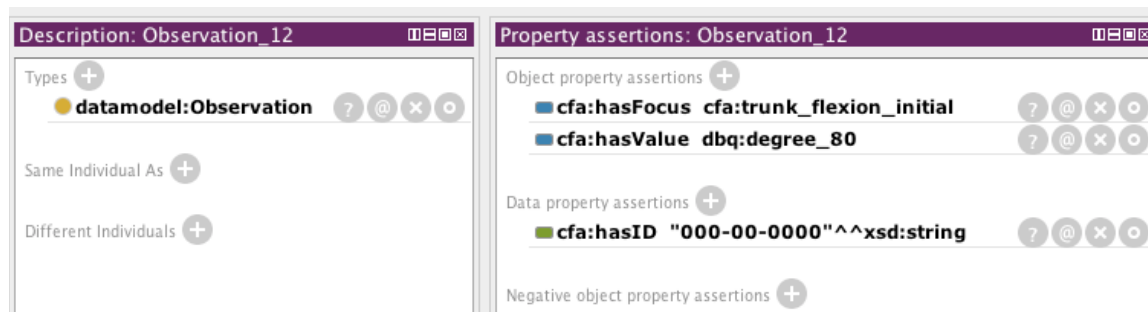 Description: Observation_12
Types
datamodel:Observation
Same Individual As
Different Individuals
Property assertions: Observation_12
Object property assertions
cfa:hasFocus cfa:trunk_flexion_initial
cfa:hasValue dbq:degree_80
Data property assertions
cfa:hasID "000-00-0000"^^xsd:string
Negative object property assertions